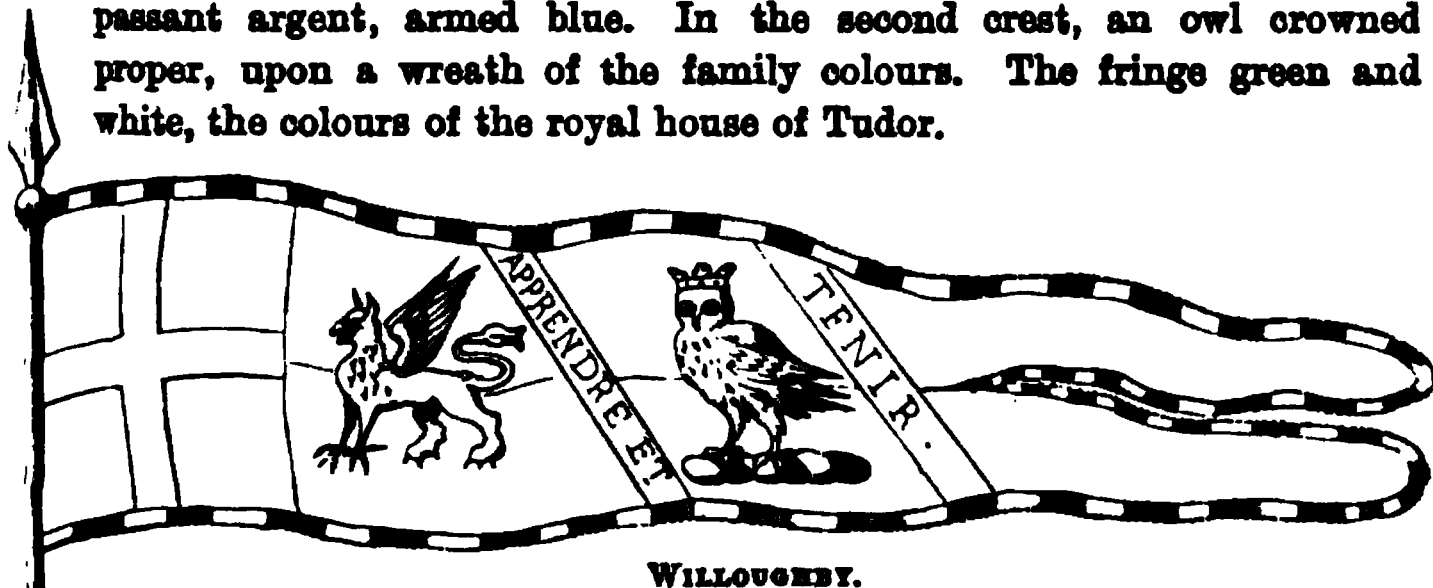 passant argent, armed blue. In the second crest, an owl crowned
proper, upon a wreath of the family colours. The fringe green and
white, the colours of the royal house of Tudor.
APPRENDRE ET
TENIR.
WILLOUGHBY.